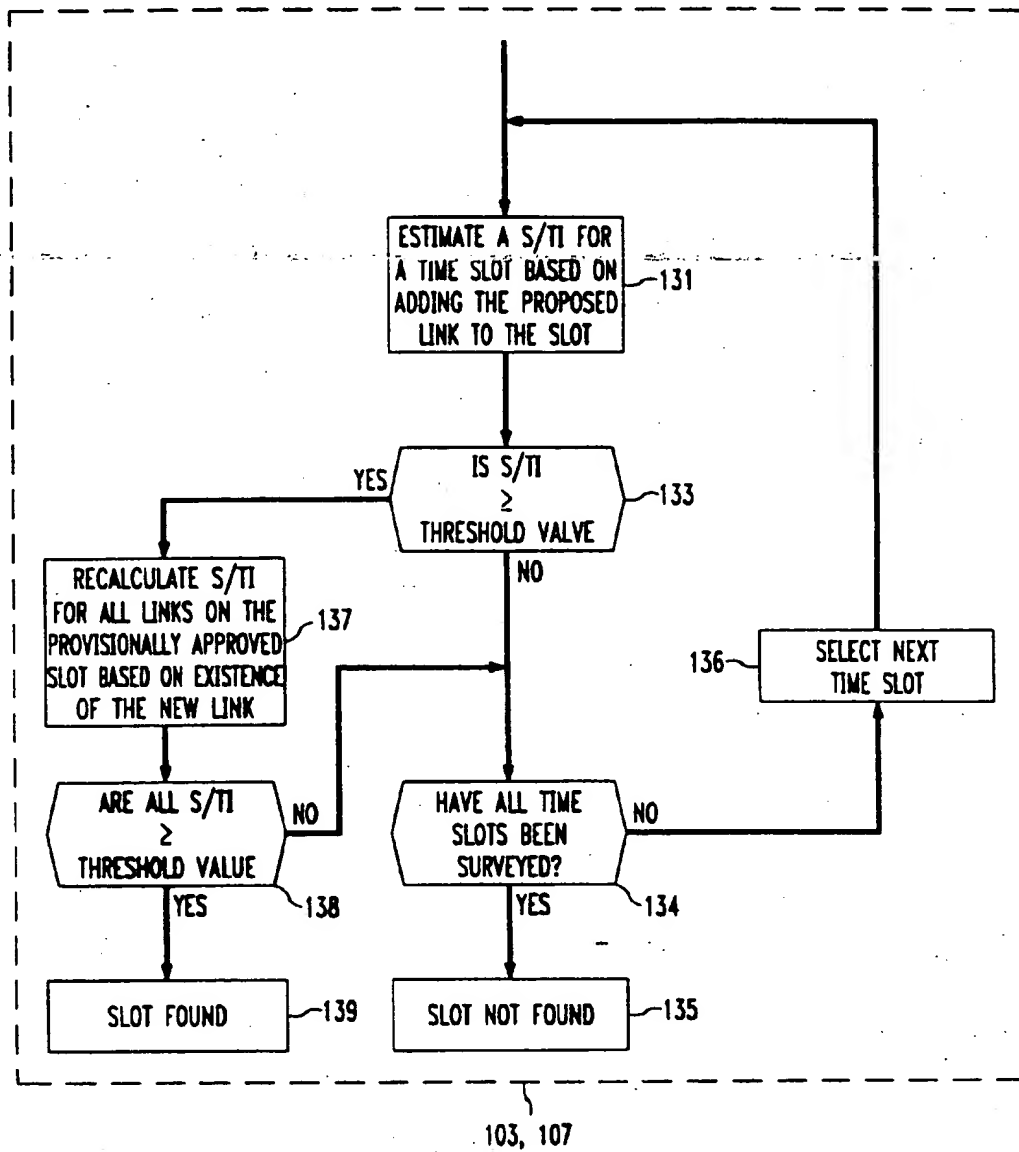 ESTIMATE A S/TI FOR
A TIME SLOT BASED ON
ADDING THE PROPOSED
LINK TO THE SLOT
131
IS S/TI
≥
THRESHOLD VALVE
133
YES
NO
RECALCULATE S/TI
FOR ALL LINKS ON THE
PROVISIONALLY APPROVED
SLOT BASED ON EXISTENCE
OF THE NEW LINK
137
136
SELECT NEXT
TIME SLOT
ARE ALL S/TI
≥
THRESHOLD VALUE
NO
138
YES
HAVE ALL TIME
SLOTS BEEN
SURVEYED?
NO
134
YES
SLOT FOUND
139
SLOT NOT FOUND
135
103, 107